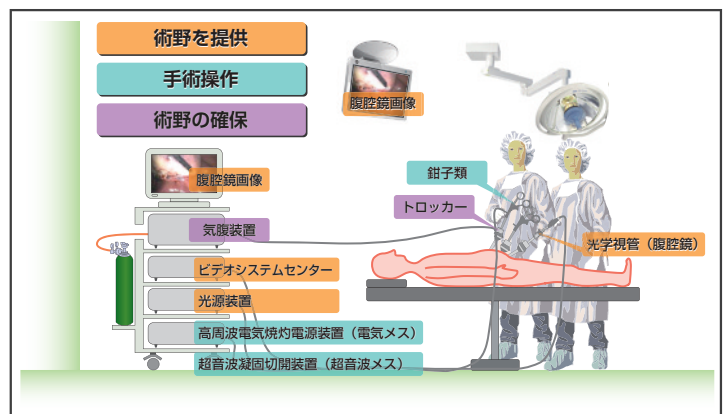 術野を提供
手術操作
術野の確保
腹腔鏡画像
腹腔鏡画像
鉗子類
トロッカー
気腹装置
光学視管（腹腔鏡）
ビデオシステムセンター
光源装置
高周波電気焼灼電源装置（電気メス）
超音波凝固切開装置（超音波メス）